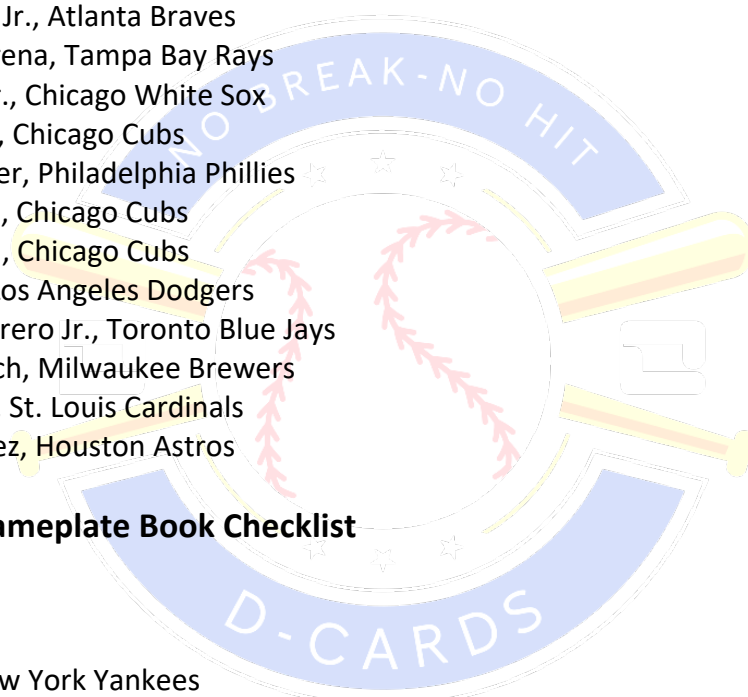 Jr., Atlanta Braves
rena, Tampa Bay Rays
r., Chicago White Sox
, Chicago Cubs
er, Philadelphia Phillies
., Chicago Cubs
., Chicago Cubs
os Angeles Dodgers
rero Jr., Toronto Blue Jays
ch, Milwaukee Brewers
, St. Louis Cardinals
ez, Houston Astros
ameplate Book Checklist
w York Yankees
NO BREAK-NO HIT
D-CARDS